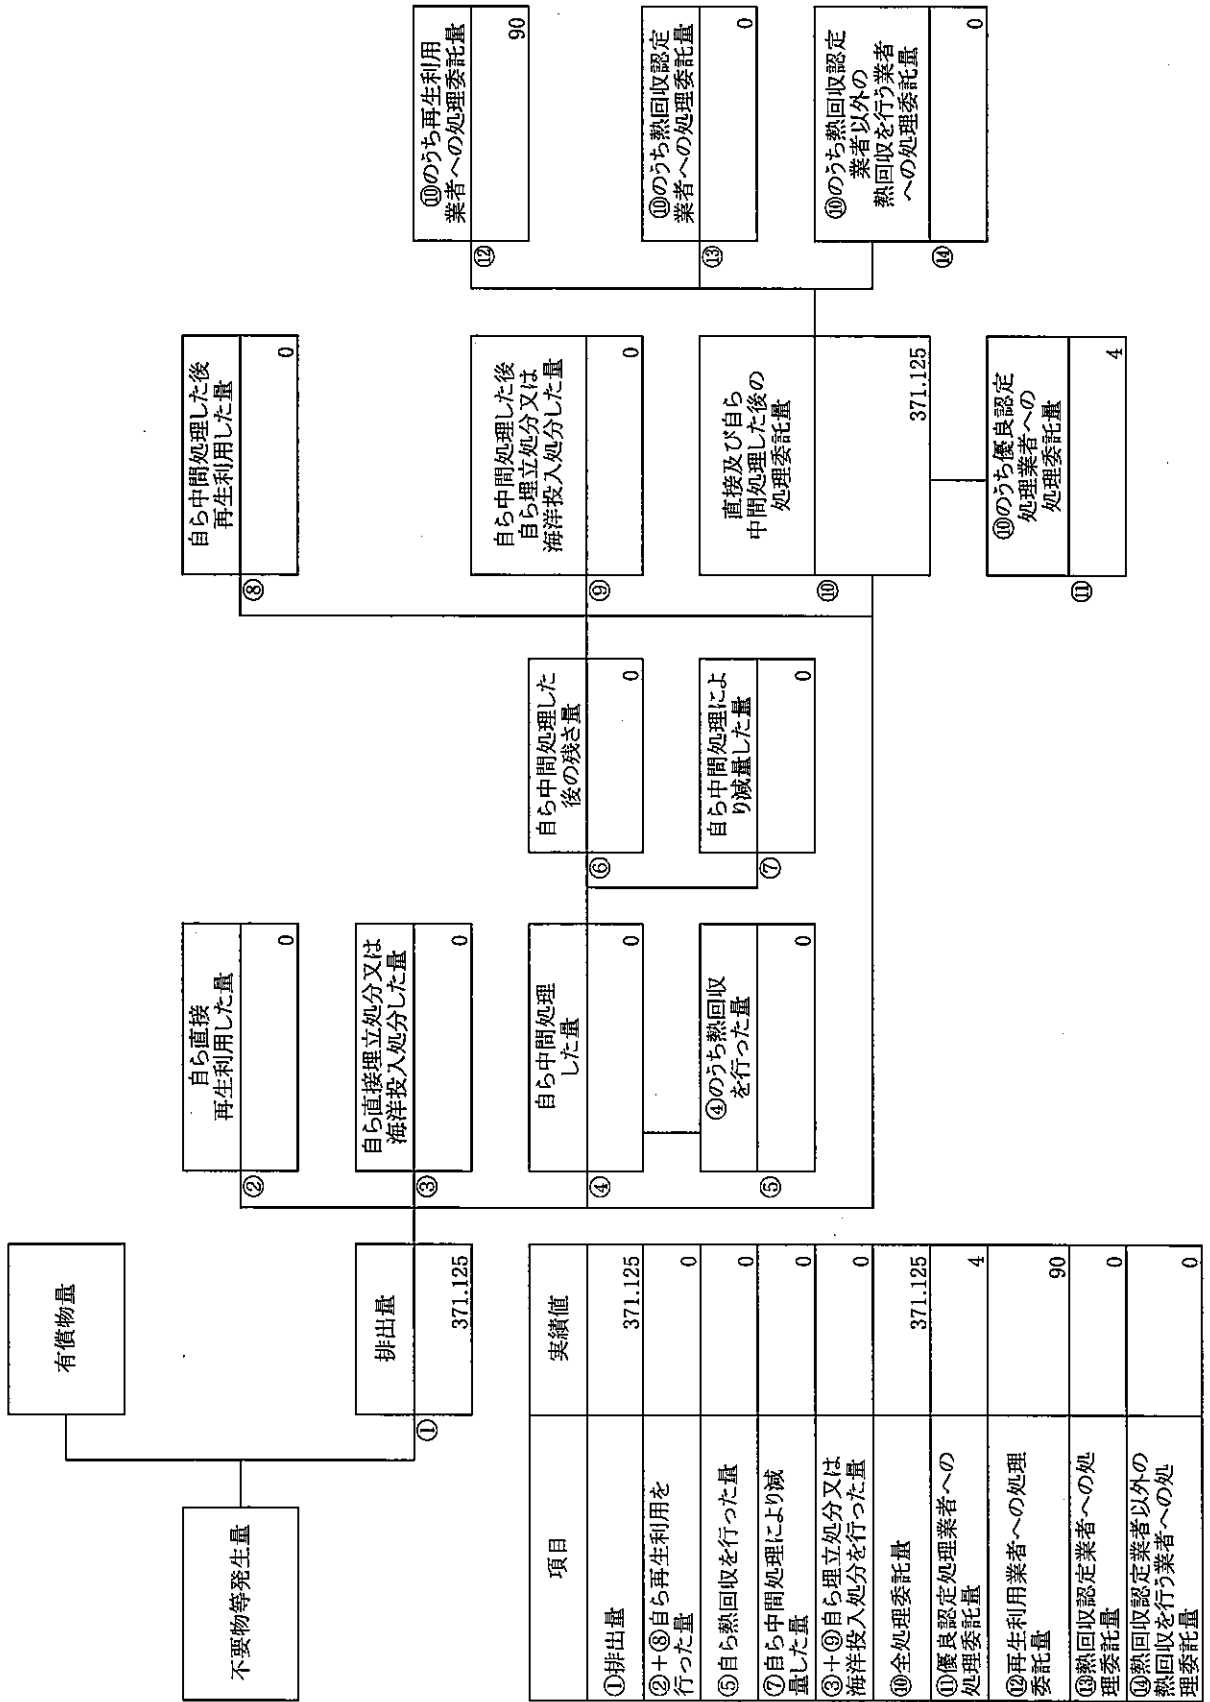 不要物等発生量
有償物量
排出量
①
371.125
自ら直接
再生利用した量
②
0
自ら直接埋立処分又は
海洋投入処分した量
③
0
自ら中間処理
した量
④
0
④のうち熱回収
を行った量
⑤
0
自ら中間処理した
後の残さ量
⑥
0
自ら中間処理によ
り減量した量
⑦
0
自ら中間処理した後
再生利用した量
⑧
0
自ら中間処理した後
自ら埋立処分又は
海洋投入処分した量
⑨
0
直接及び自ら
中間処理した後の
処理委託量
⑩
371.125
⑩のうち優良認定
処理業者への
処理委託量
⑪
4
⑩のうち再生利用
業者への処理委託量
⑫
90
⑩のうち熱回収認定
業者への処理委託量
⑬
0
⑩のうち熱回収認定
業者以外の
熱回収を行う業者
への処理委託量
⑭
0
項目 実績値
①排出量 371.125
②＋⑧自ら再生利用を
行った量 0
⑤自ら熱回収を行った量 0
⑦自ら中間処理により減
量した量 0
③＋⑨自ら埋立処分又は
海洋投入処分を行った量 0
⑩全処理委託量 371.125
⑪優良認定処理業者への
処理委託量 4
⑫再生利用業者への処理
委託量 90
⑬熱回収認定業者への処
理委託量 0
⑭熱回収認定業者以外の
熱回収を行う業者への処
理委託量 0